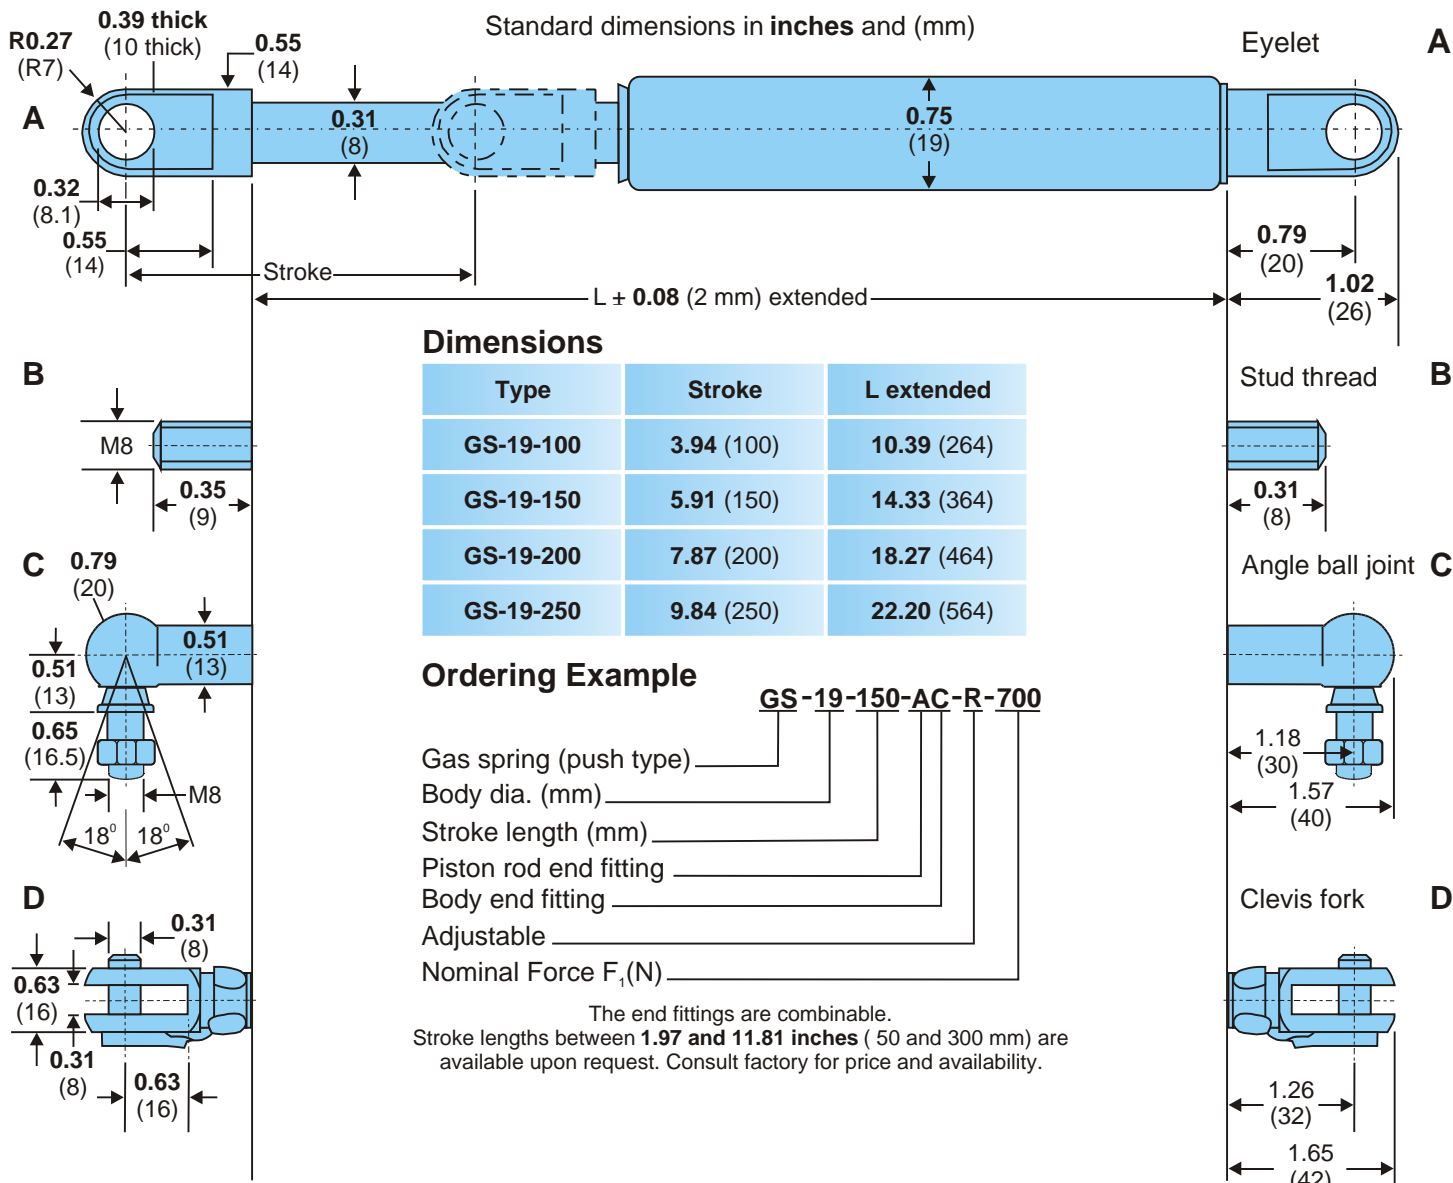 Standard dimensions in inches and (mm)
A
R0.27
(R7)
0.39 thick
(10 thick)
0.55
(14)
0.31
(8)
0.75
(19)
Eyelet
A
0.32
(8.1)
0.55
(14)
Stroke
L ± 0.08 (2 mm) extended
0.79
(20)
1.02
(26)
B
M8
0.35
(9)
Stud thread
B
0.31
(8)
Dimensions
Type Stroke L extended
GS-19-100 3.94 (100) 10.39 (264)
GS-19-150 5.91 (150) 14.33 (364)
GS-19-200 7.87 (200) 18.27 (464)
GS-19-250 9.84 (250) 22.20 (564)
C
0.79
(20)
0.51
(13)
0.51
(13)
0.65
(16.5)
M8
18⁰ 18⁰
Angle ball joint
C
1.18
(30)
1.57
(40)
Ordering Example
GS-19-150-AC-R-700
Gas spring (push type)
Body dia. (mm)
Stroke length (mm)
Piston rod end fitting
Body end fitting
Adjustable
Nominal Force F₁(N)
The end fittings are combinable.
Stroke lengths between 1.97 and 11.81 inches ( 50 and 300 mm) are
available upon request. Consult factory for price and availability.
D
0.31
(8)
0.63
(16)
0.31
(8)
0.63
(16)
Clevis fork
D
1.26
(32)
1.65
(42)